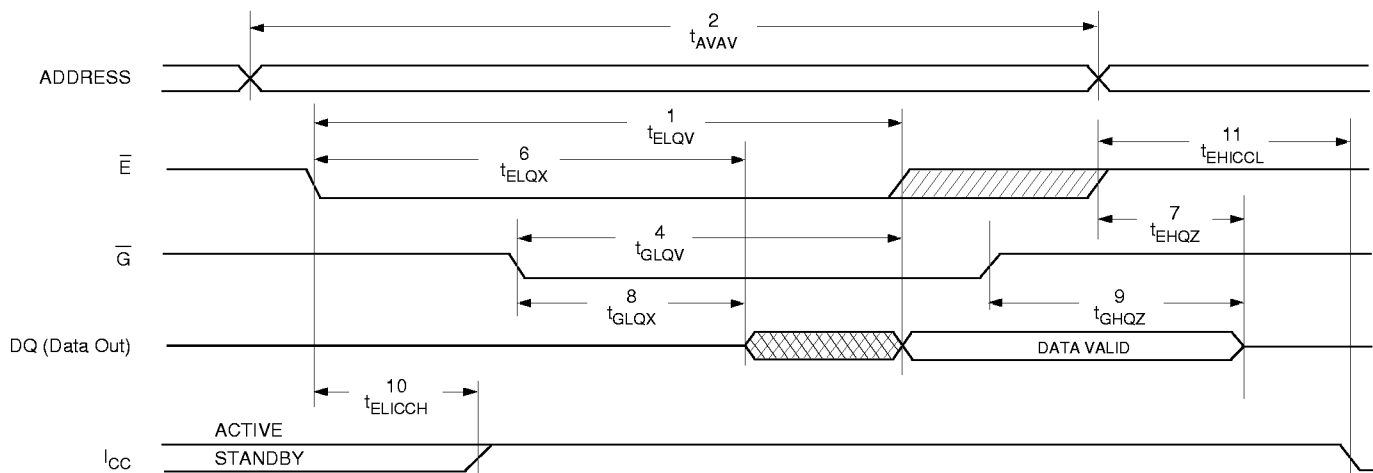 2
tAVAV
ADDRESS
1
tELQV
11
tEHICCL
E
6
tELQX
7
tEHQZ
4
tGLQV
G
8
tGLQX
9
tGHQZ
DQ (Data Out)
DATA VALID
10
tELICCH
ACTIVE
ICC
STANDBY